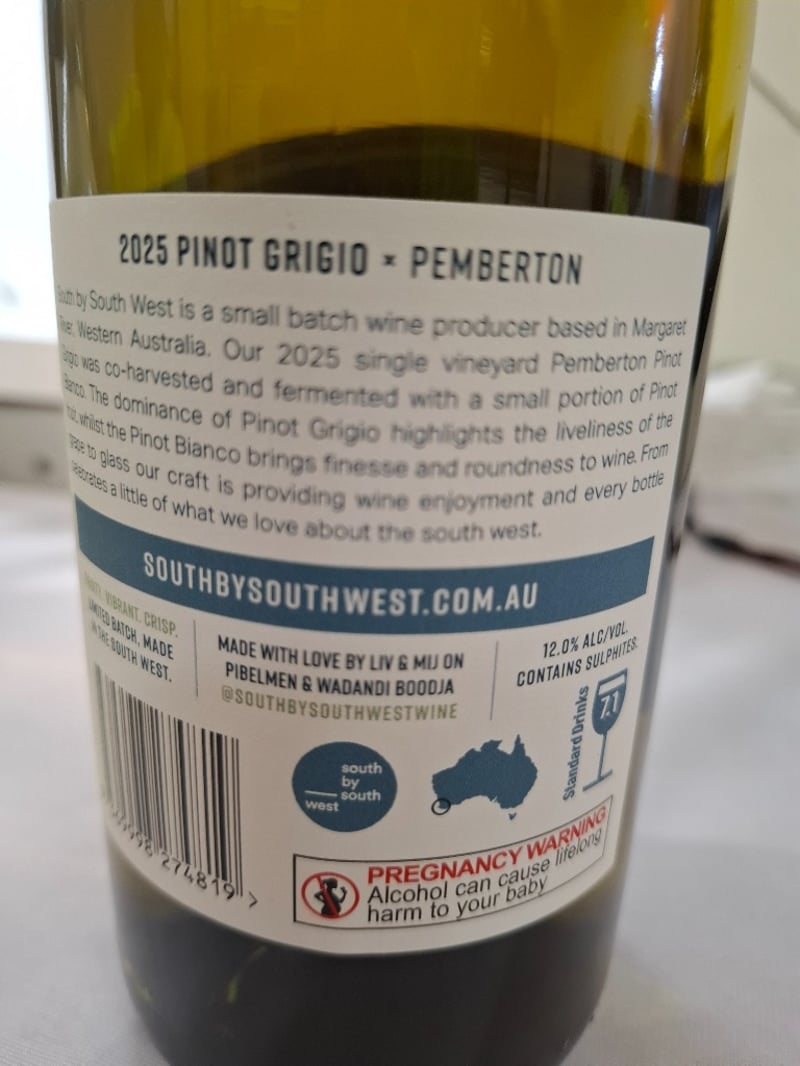 2025 PINOT GRIGIO × PEMBERTON
South by South West is a small batch wine producer based in Margaret
River, Western Australia. Our 2025 single vineyard Pemberton Pinot
Grigio was co-harvested and fermented with a small portion of Pinot
Bianco. The dominance of Pinot Grigio highlights the liveliness of the
fruit, whilst the Pinot Bianco brings finesse and roundness to wine. From
grape to glass our craft is providing wine enjoyment and every bottle
celebrates a little of what we love about the south west.
SOUTHBYSOUTHWEST.COM.AU
VIBRANT. CRISP.
LIMITED BATCH, MADE
IN THE SOUTH WEST.
MADE WITH LOVE BY LIV & MIJ ON
PIBELMEN & WADANDI BOODJA
@SOUTHBYSOUTHWESTWINE
12.0% ALC/VOL.
CONTAINS SULPHITES.
7.1
Standard Drinks
south
by
south
west
274819 >
PREGNANCY WARNING
Alcohol can cause lifelong
harm to your baby